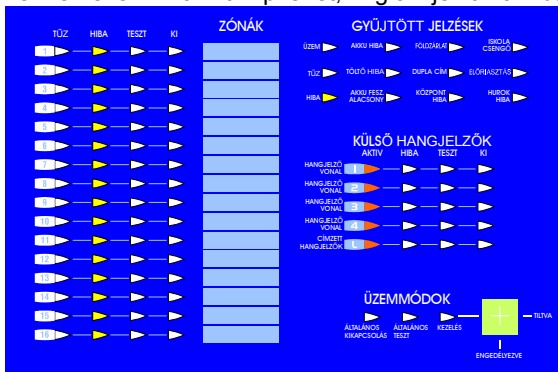 ZÓNÁK
TŰZ HIBA TESZT KI
1
2
3
4
5
6
7
8
9
10
11
12
13
14
15
16
GYŰJTÖTT JELZÉSEK
ÜZEM
AKKU HIBA
FÖLDZÁRLAT
ISKOLA
CSENGŐ
TŰZ
TÖLTŐ HIBA
DUPLA CÍM
ELŐRIASZTÁS
HIBA
AKKU FESZ.
ALACSONY
KÖZPONT
HIBA
HUROK
HIBA
KÜLSŐ HANGJELZŐK
AKTIV HIBA TESZT KI
HANGJELZŐ
VONAL 1
HANGJELZŐ
VONAL 2
HANGJELZŐ
VONAL 3
HANGJELZŐ
VONAL 4
CÍMZETT
HANGJELZŐK L
ÜZEMMÓDOK
ÁLTALÁNOS
KIKAPCSOLÁS
ÁLTALÁNOS
TESZT
KEZELÉS
TILTVA
ENGEDÉLYEZVE